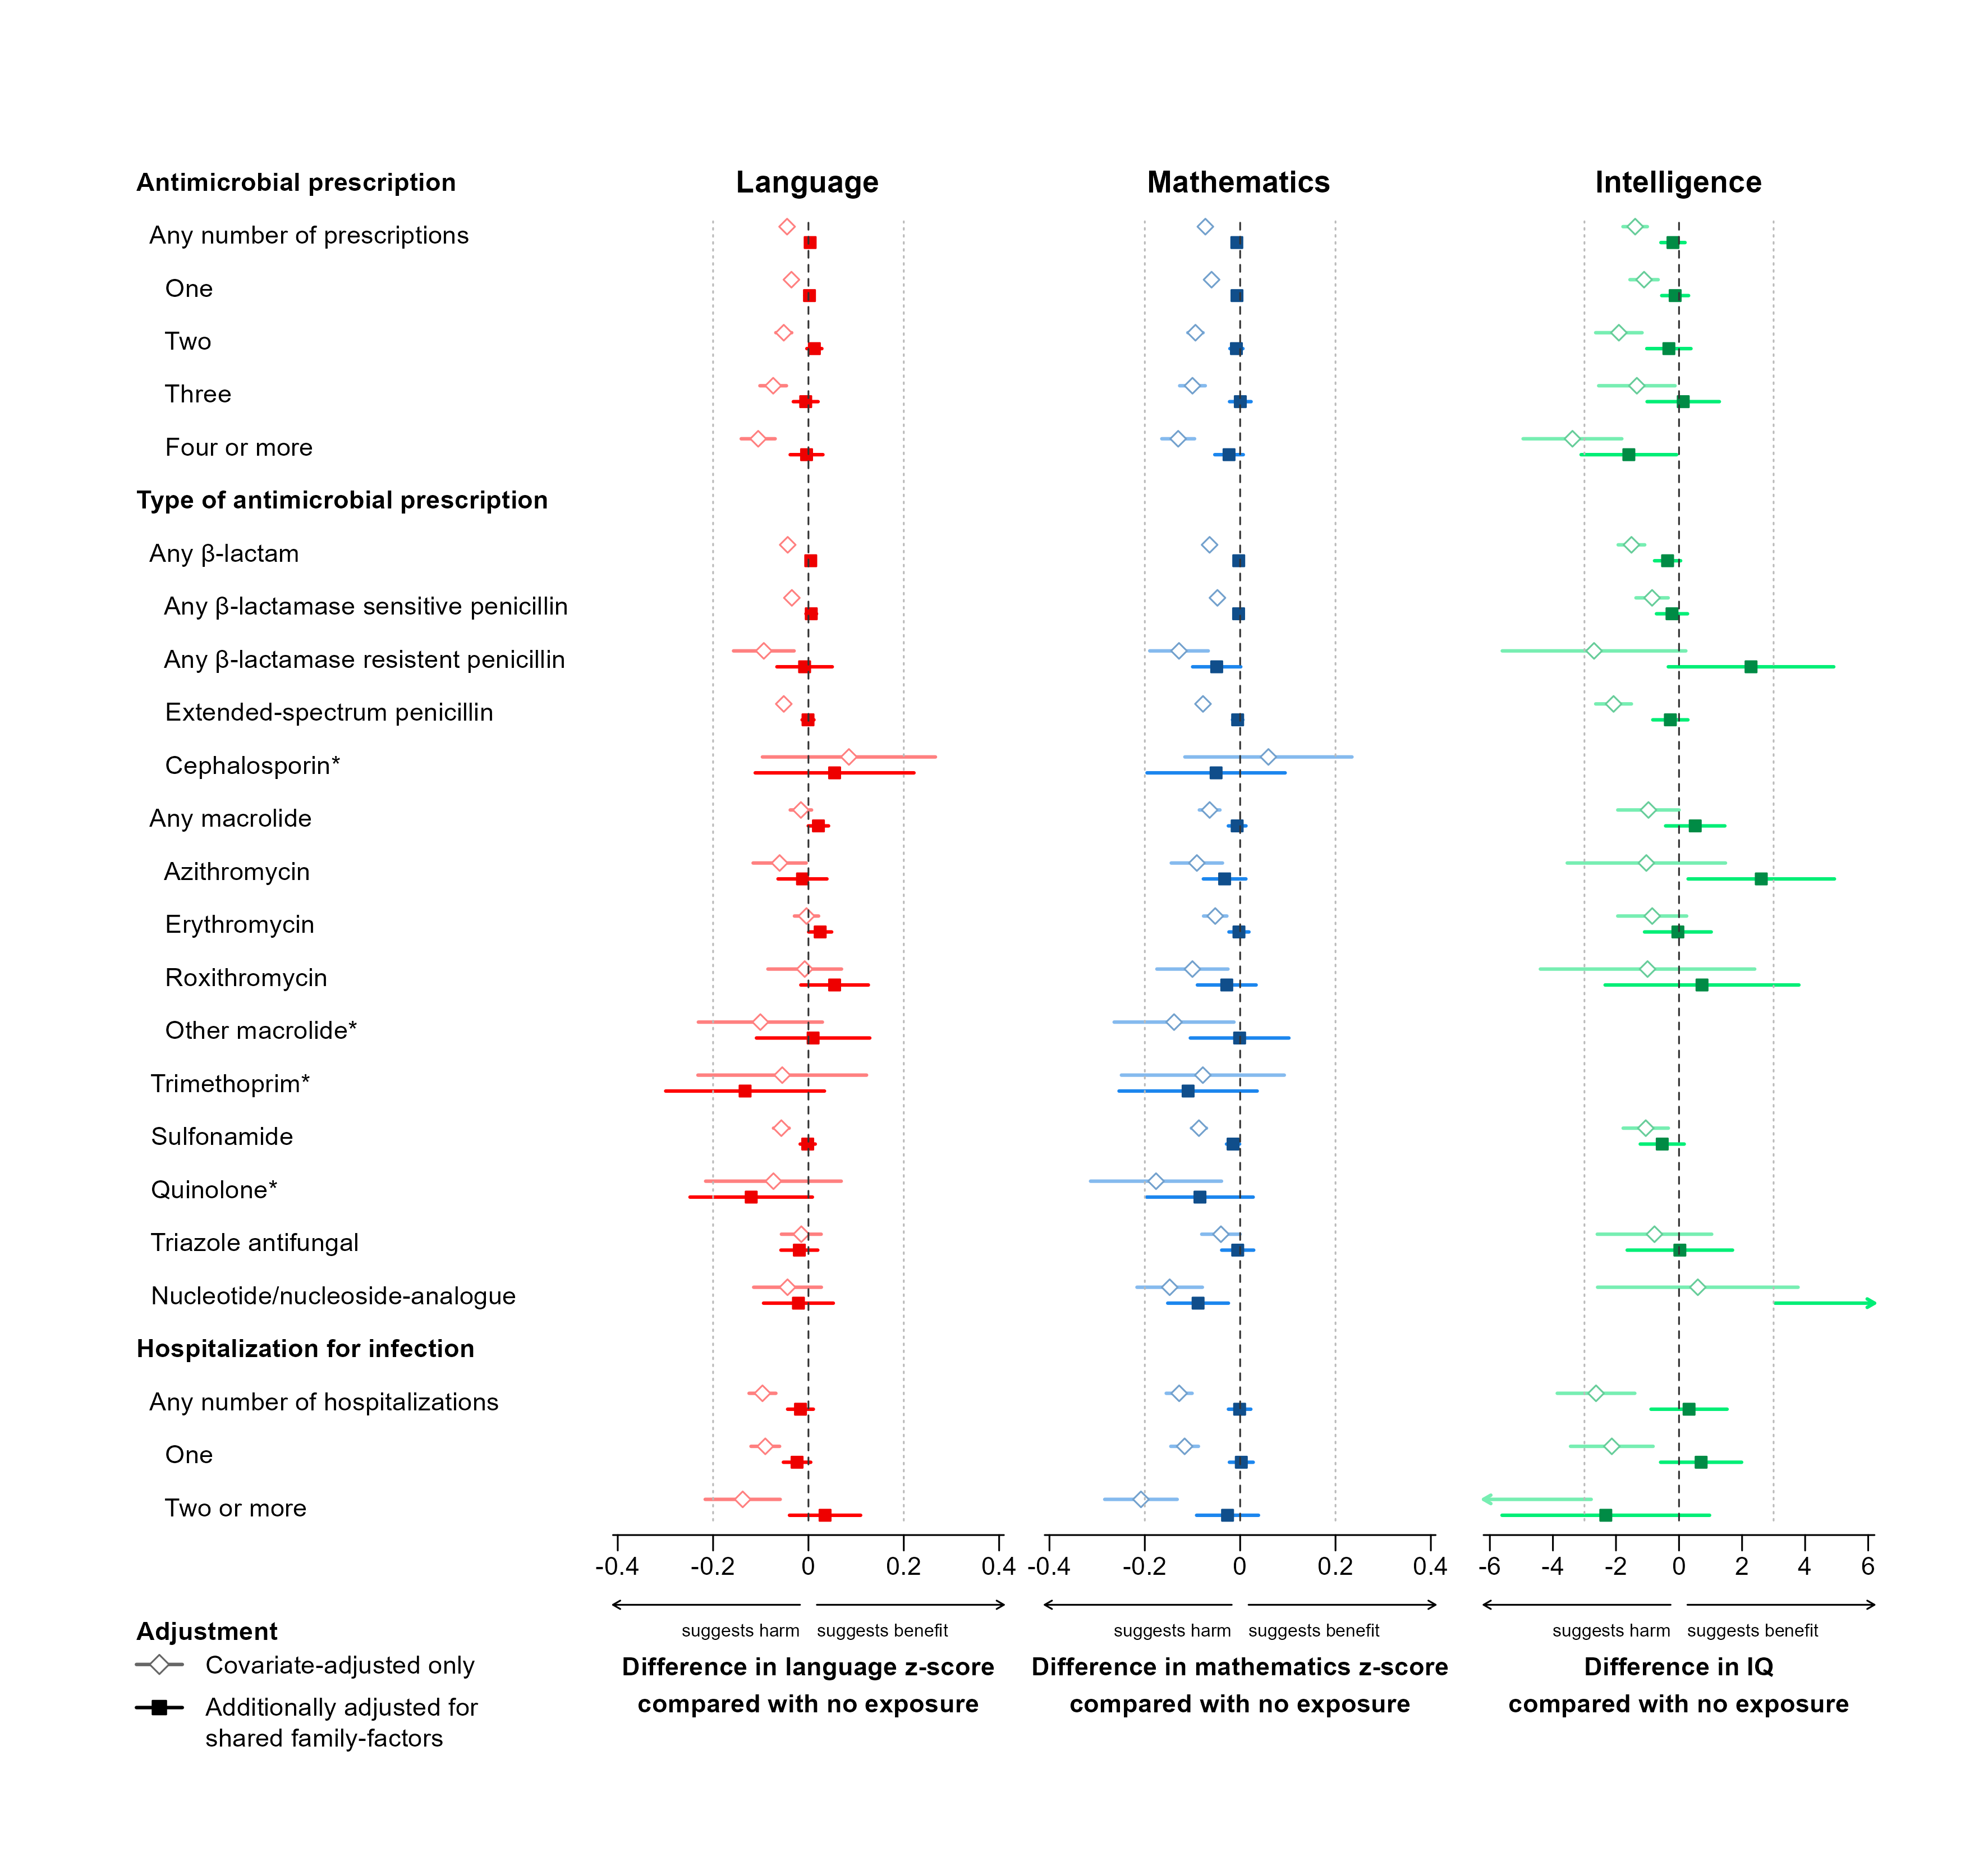 Antimicrobial prescription
Language
Mathematics
Intelligence
Any number of prescriptions
One
Two
Three
Four or more
Type of antimicrobial prescription
Any β-lactam
Any β-lactamase sensitive penicillin
Any β-lactamase resistent penicillin
Extended-spectrum penicillin
Cephalosporin*
Any macrolide
Azithromycin
Erythromycin
Roxithromycin
Other macrolide*
Trimethoprim*
Sulfonamide
Quinolone*
Triazole antifungal
Nucleotide/nucleoside-analogue
Hospitalization for infection
Any number of hospitalizations
One
Two or more
-0.4 -0.2 0 0.2 0.4
-0.4 -0.2 0 0.2 0.4
-6 -4 -2 0 2 4 6
suggests harm suggests benefit
suggests harm suggests benefit
suggests harm suggests benefit
Difference in language z-score
compared with no exposure
Difference in mathematics z-score
compared with no exposure
Difference in IQ
compared with no exposure
Adjustment
Covariate-adjusted only
Additionally adjusted for
shared family-factors